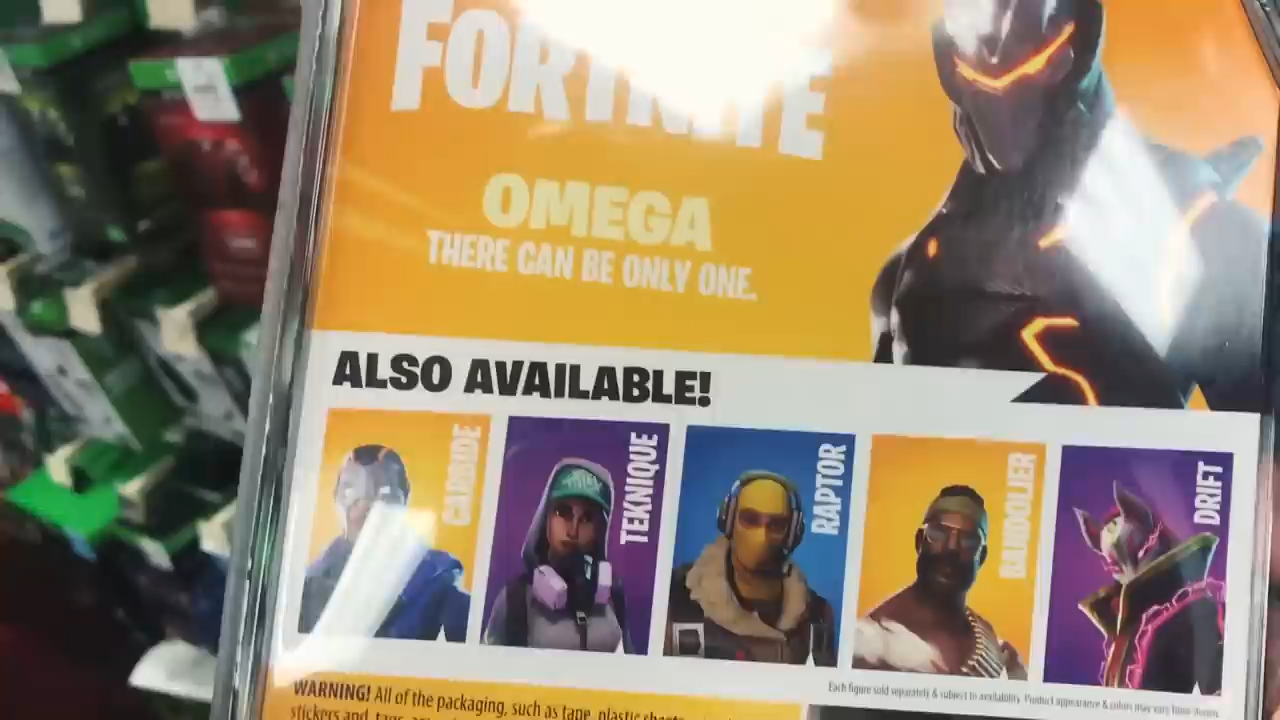 FORTNITE
OMEGA
THERE CAN BE ONLY ONE.
ALSO AVAILABLE!
CARBIDE
TEKNIQUE
RAPTOR
BANDOLIER
DRIFT
Each figure sold separately & subject to availability. Product appearance & colors may vary from shown.
WARNING! All of the packaging, such as tape, plastic sheets,
stickers and tags,